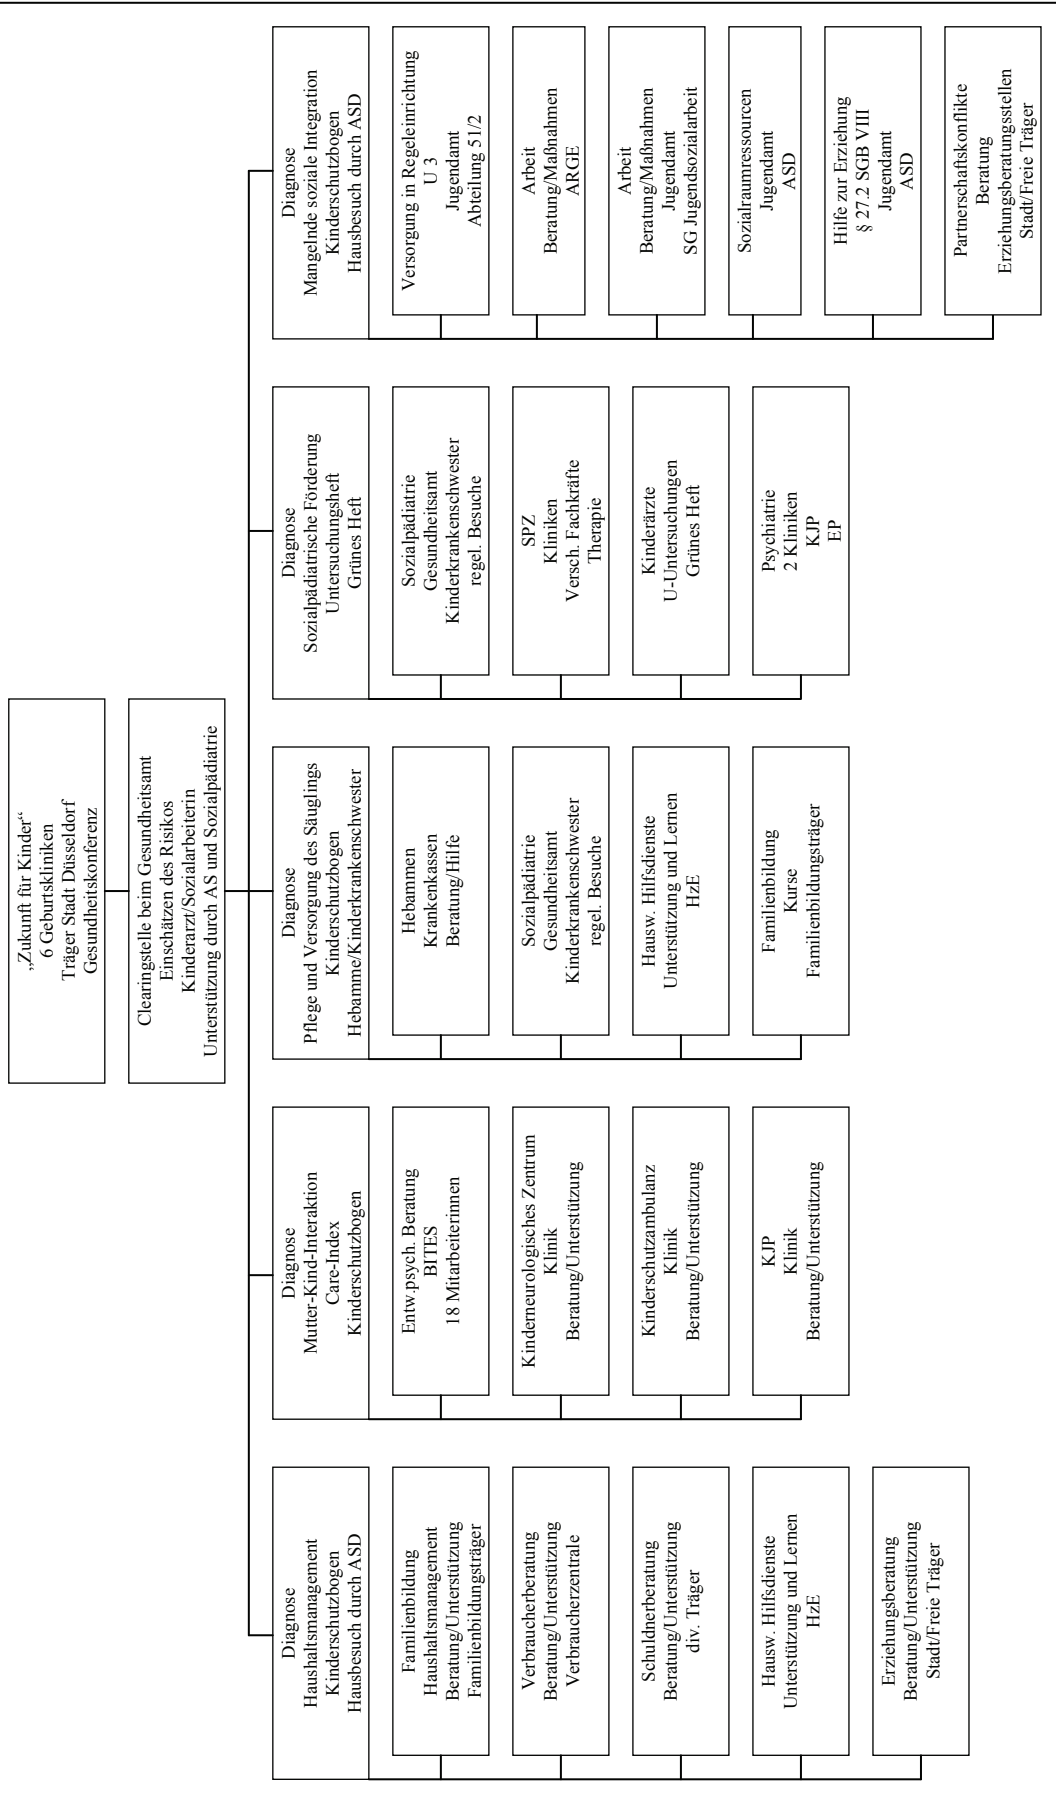 „Zukunft für Kinder“
6 Geburtskliniken
Träger Stadt Düsseldorf
Gesundheitskonferenz
Clearingstelle beim Gesundheitsamt
Einschätzen des Risikos
Kinderarzt/Sozialarbeiterin
Unterstützung durch AS und Sozialpädiatrie
Diagnose
Haushaltsmanagement
Kinderschutzbogen
Hausbesuch durch ASD
Familienbildung
Haushaltsmanagement
Beratung/Unterstützung
Familienbildungsträger
Verbraucherberatung
Beratung/Unterstützung
Verbraucherzentrale
Schuldnerberatung
Beratung/Unterstützung
div. Träger
Hausw. Hilfsdienste
Unterstützung und Lernen
HzE
Erziehungsberatung
Beratung/Unterstützung
Stadt/Freie Träger
Diagnose
Mutter-Kind-Interaktion
Care-Index
Kinderschutzbogen
Entw.psych. Beratung
BITES
18 Mitarbeiterinnen
Kinderneurologisches Zentrum
Klinik
Beratung/Unterstützung
Kinderschutzambulanz
Klinik
Beratung/Unterstützung
KJP
Klinik
Beratung/Unterstützung
Diagnose
Pflege und Versorgung des Säuglings
Kinderschutzbogen
Hebamme/Kinderkrankenschwester
Hebammen
Krankenkassen
Beratung/Hilfe
Sozialpädiatrie
Gesundheitsamt
Kinderkrankenschwester
regel. Besuche
Hausw. Hilfsdienste
Unterstützung und Lernen
HzE
Familienbildung
Kurse
Familienbildungsträger
Diagnose
Sozialpädiatrische Förderung
Untersuchungsheft
Grünes Heft
Sozialpädiatrie
Gesundheitsamt
Kinderkrankenschwester
regel. Besuche
SPZ
Kliniken
Versch. Fachkräfte
Therapie
Kinderärzte
U-Untersuchungen
Grünes Heft
Psychiatrie
2 Kliniken
KJP
EP
Diagnose
Mangelnde soziale Integration
Kinderschutzbogen
Hausbesuch durch ASD
Versorgung in Regeleinrichtung
U 3
Jugendamt
Abteilung 51/2
Arbeit
Beratung/Maßnahmen
ARGE
Arbeit
Beratung/Maßnahmen
Jugendamt
SG Jugendsozialarbeit
Sozialraumressourcen
Jugendamt
ASD
Hilfe zur Erziehung
§ 27.2 SGB VIII
Jugendamt
ASD
Partnerschaftskonflikte
Beratung
Erziehungsberatungsstellen
Stadt/Freie Träger